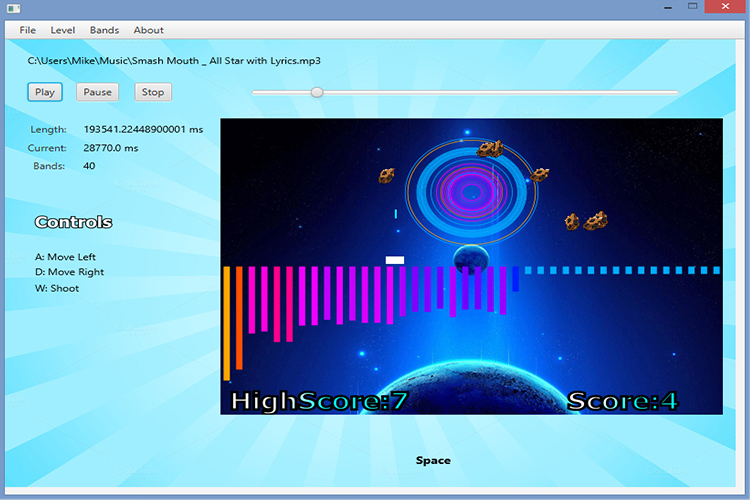 File Level Bands About
C:\Users\Mike\Music\Smash Mouth _ All Star with Lyrics.mp3
Play Pause Stop
Length: 193541.22448900001 ms
Current: 28770.0 ms
Bands: 40
Controls
A: Move Left
D: Move Right
W: Shoot
HighScore:7 Score:4
Space